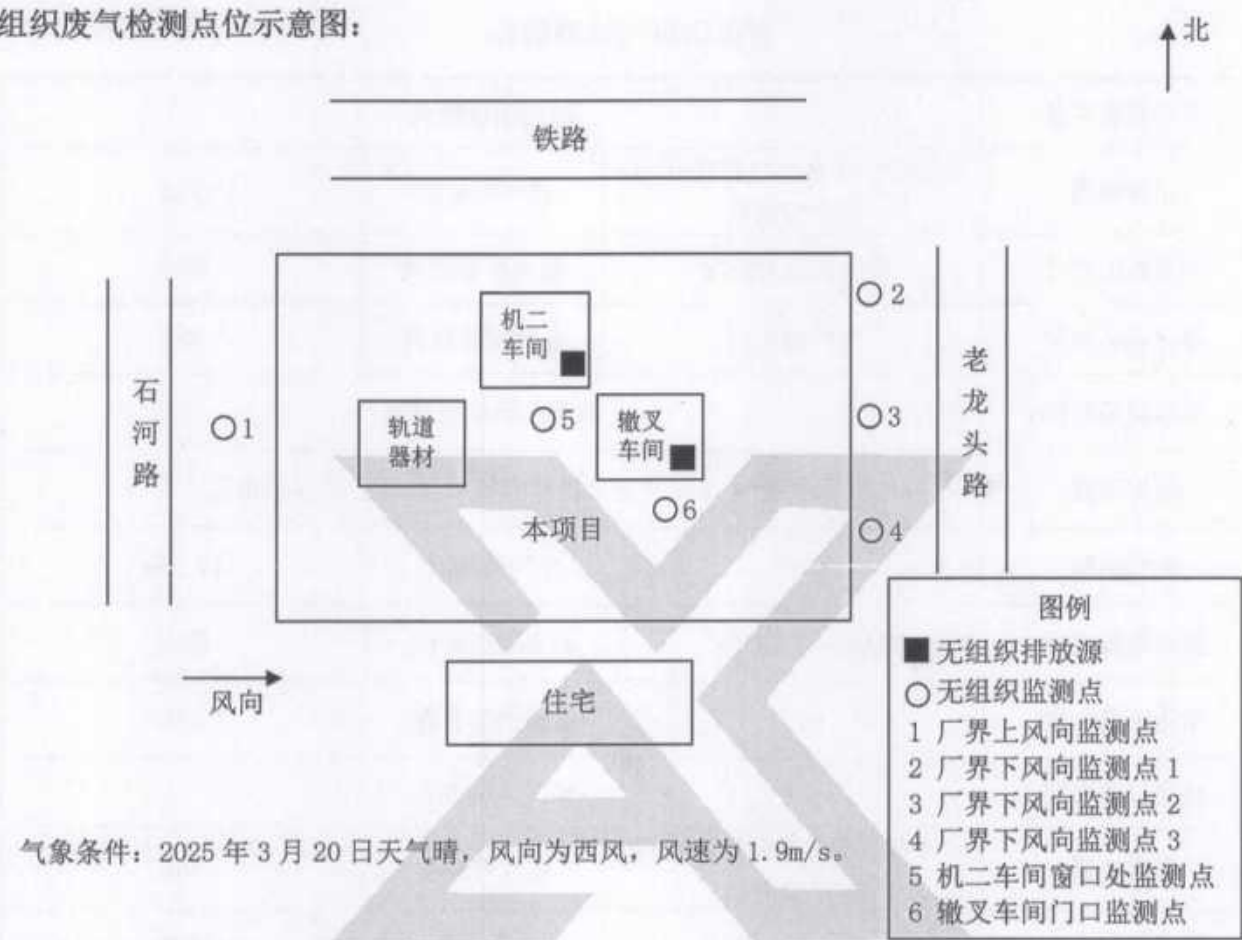 组织废气检测点位示意图：
北
铁路
机二
车间
2
石河路
1
轨道
器材
5
辙叉
车间
3
老龙头路
6
本项目
4
风向
住宅
图例
无组织排放源
无组织监测点
1 厂界上风向监测点
2 厂界下风向监测点 1
3 厂界下风向监测点 2
4 厂界下风向监测点 3
5 机二车间窗口处监测点
6 辙叉车间门口监测点
气象条件：2025 年 3 月 20 日天气晴，风向为西风，风速为 1.9m/s。